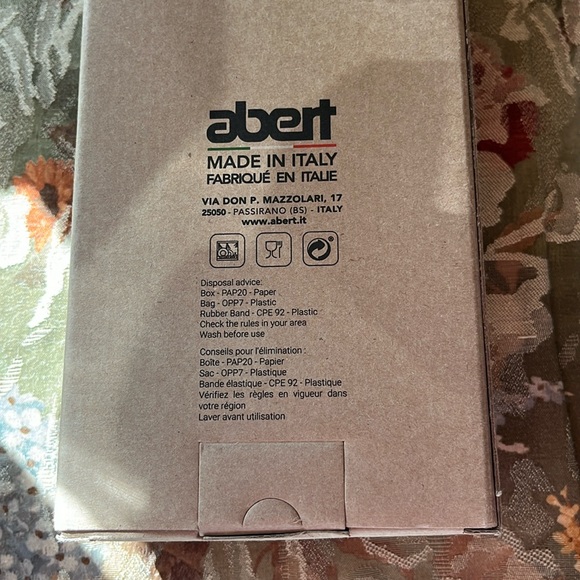 abert
MADE IN ITALY
FABRIQUÉ EN ITALIE
VIA DON P. MAZZOLARI, 17
25050 - PASSIRANO (BS) - ITALY
www.abert.it
Disposal advice:
Box - PAP20 - Paper
Bag - OPP7 - Plastic
Rubber Band - CPE 92 - Plastic
Check the rules in your area
Wash before use
Conseils pour l'élimination :
Boîte - PAP20 - Papier
Sac - OPP7 - Plastique
Bande élastique - CPE 92 - Plastique
Vérifiez les règles en vigueur dans
votre région
Laver avant utilisation